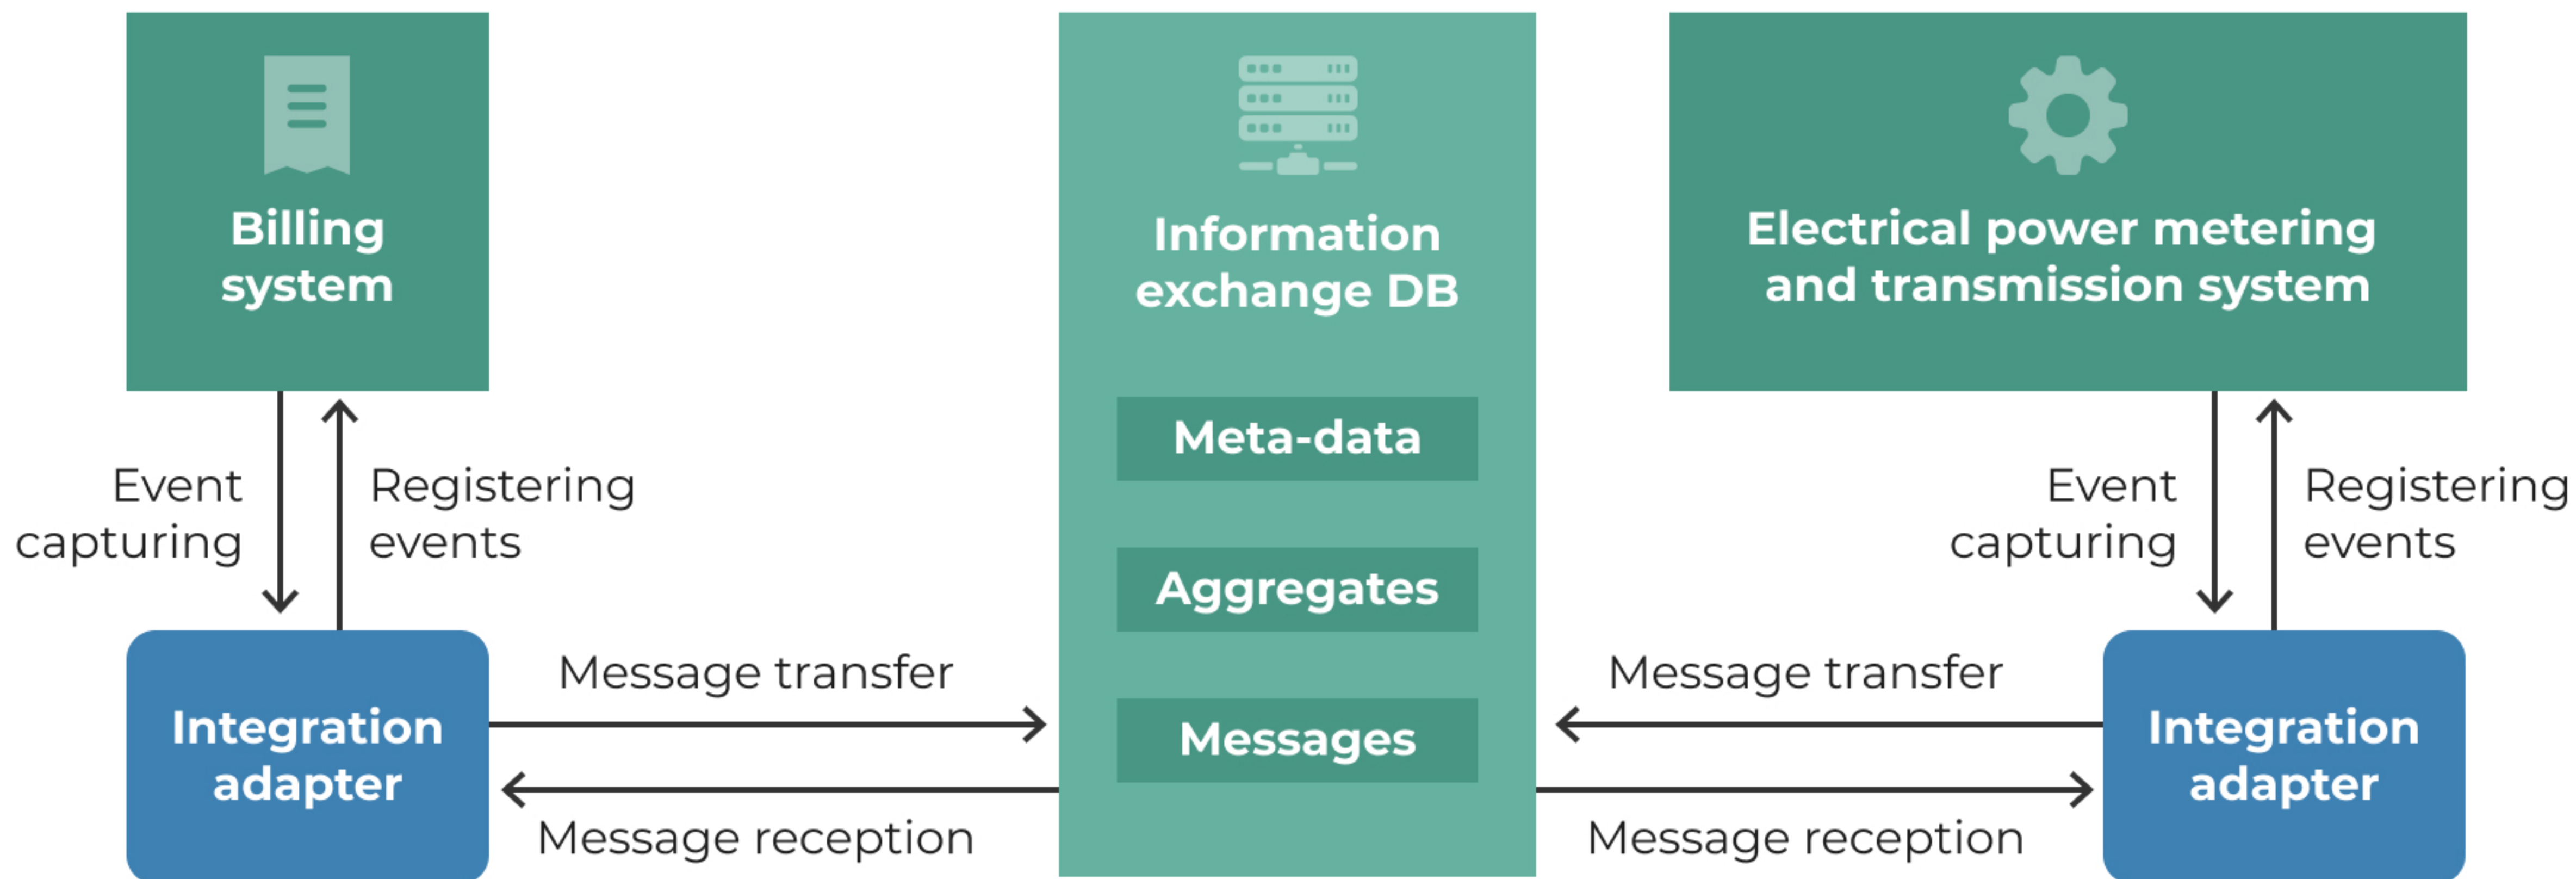 Billing
system
Information
exchange DB
Electrical power metering
and transmission system
Meta-data
Aggregates
Messages
Event
capturing
Registering
events
Event
capturing
Registering
events
Integration
adapter
Message transfer
Message reception
Message transfer
Message reception
Integration
adapter